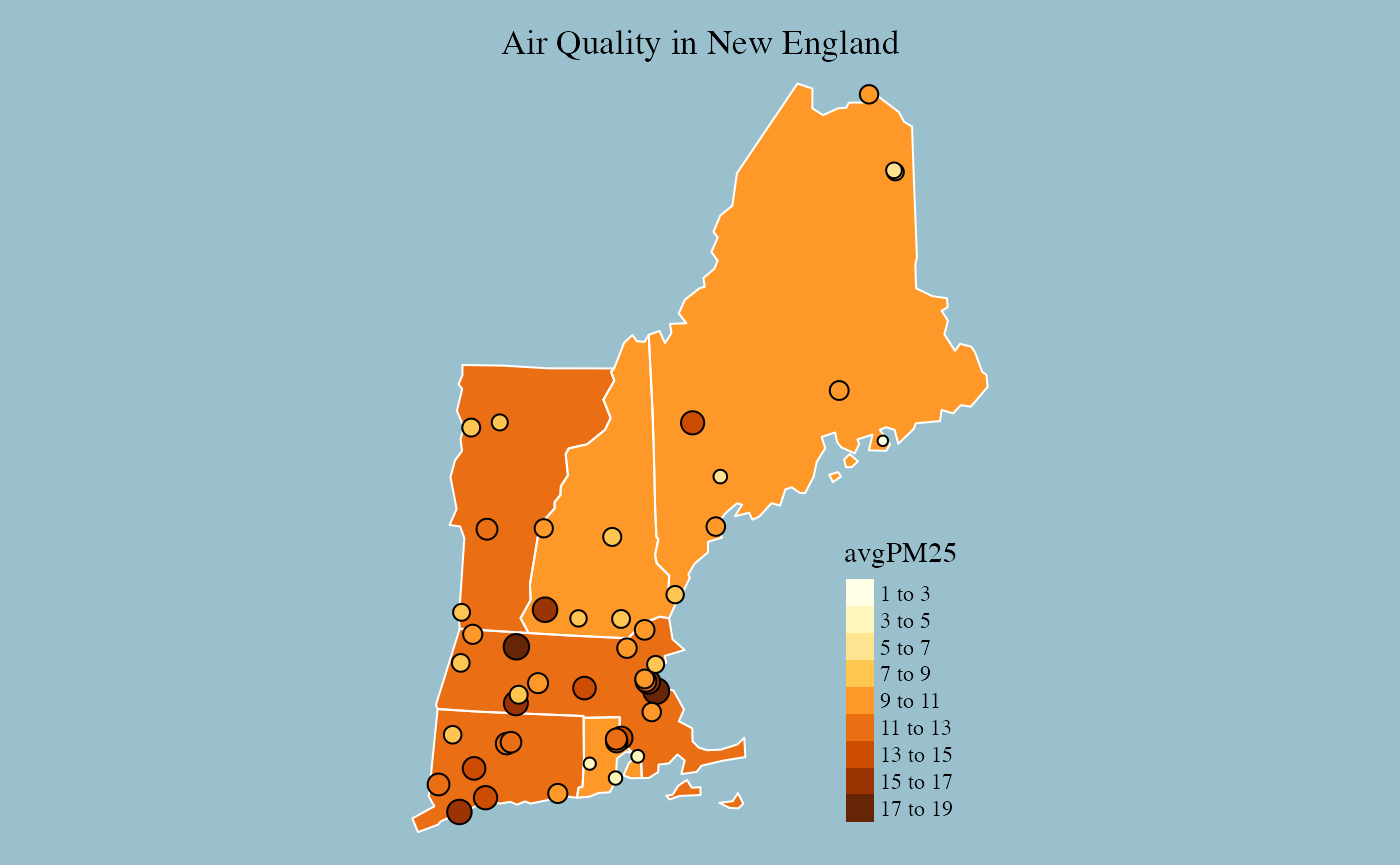 Air Quality in New England
avgPM25
1 to 3
3 to 5
5 to 7
7 to 9
9 to 11
11 to 13
13 to 15
15 to 17
17 to 19